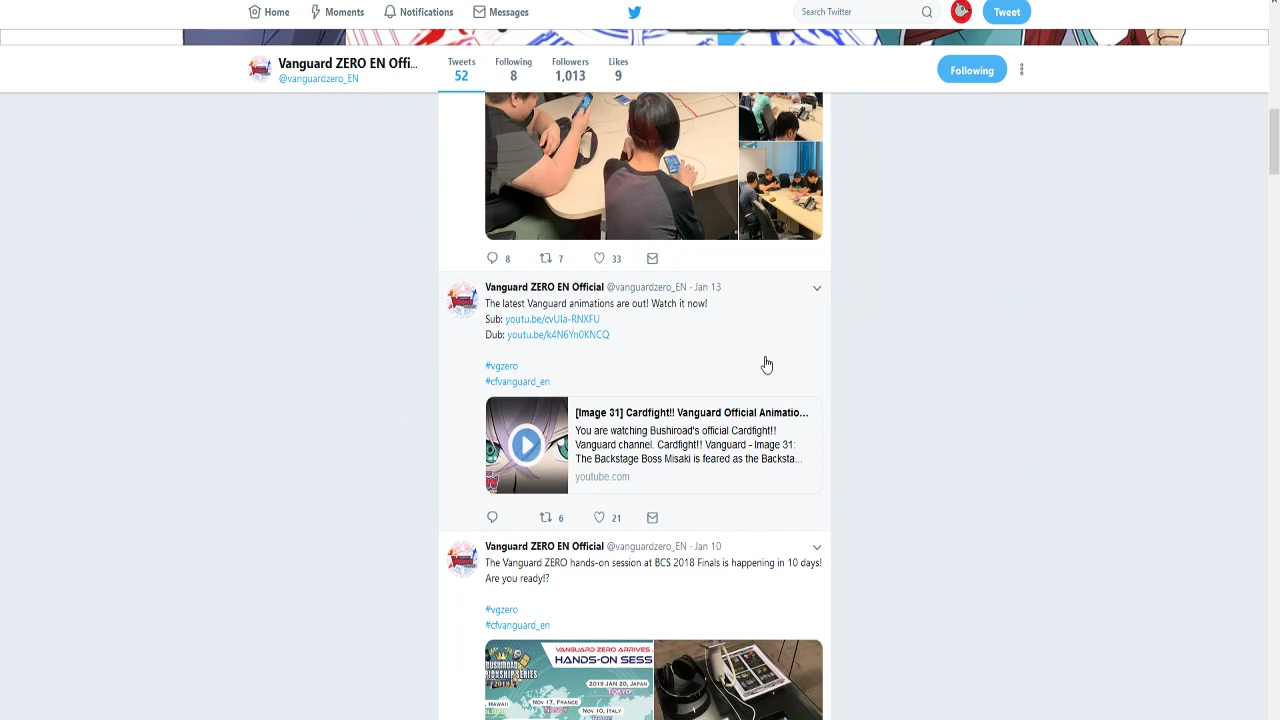 Home Moments Notifications Messages Search Twitter Tweet
Vanguard ZERO EN Offi... Tweets Following Followers Likes
@vanguardzero_EN 52 8 1,013 9 Following
8 7 33
Vanguard ZERO EN Official @vanguardzero_EN · Jan 13
The latest Vanguard animations are out! Watch it now!
Sub: youtu.be/cvUIa-RNXFU
Dub: youtu.be/k4N6Yn0KNCQ
#vgzero
#cfvanguard_en
[Image 31] Cardfight!! Vanguard Official Animatio...
You are watching Bushiroad's official Cardfight!!
Vanguard channel. Cardfight!! Vanguard - Image 31:
The Backstage Boss Misaki is feared as the Backsta...
youtube.com
6 21
Vanguard ZERO EN Official @vanguardzero_EN · Jan 10
The Vanguard ZERO hands-on session at BCS 2018 Finals is happening in 10 days!
Are you ready!?
#vgzero
#cfvanguard_en
VANGUARD ZERO ARRIVES
HANDS-ON SESS
BUSHIROAD
MPIONSHIP SERIES
2018
2019 JAN 20, JAPAN
TOKYO
, HAWAII
Nov 17, FRANCE
Nov 10, ITALY